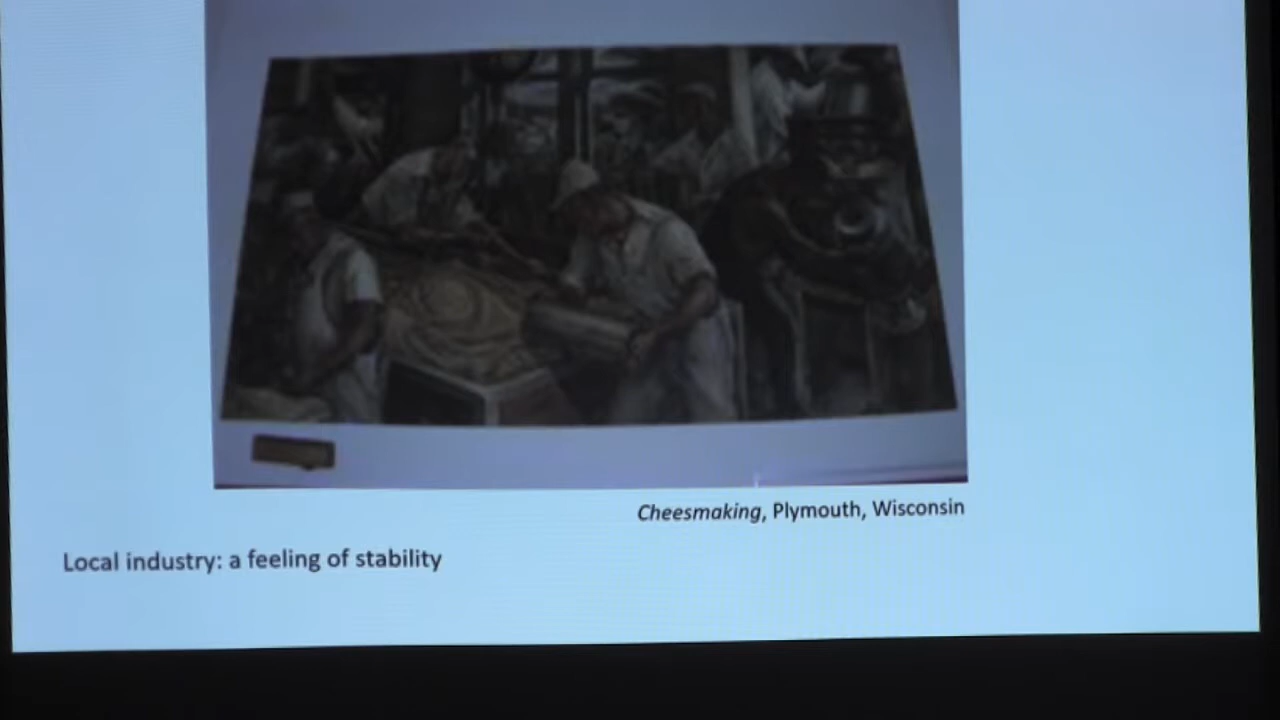 Cheesmaking, Plymouth, Wisconsin
Local industry: a feeling of stability